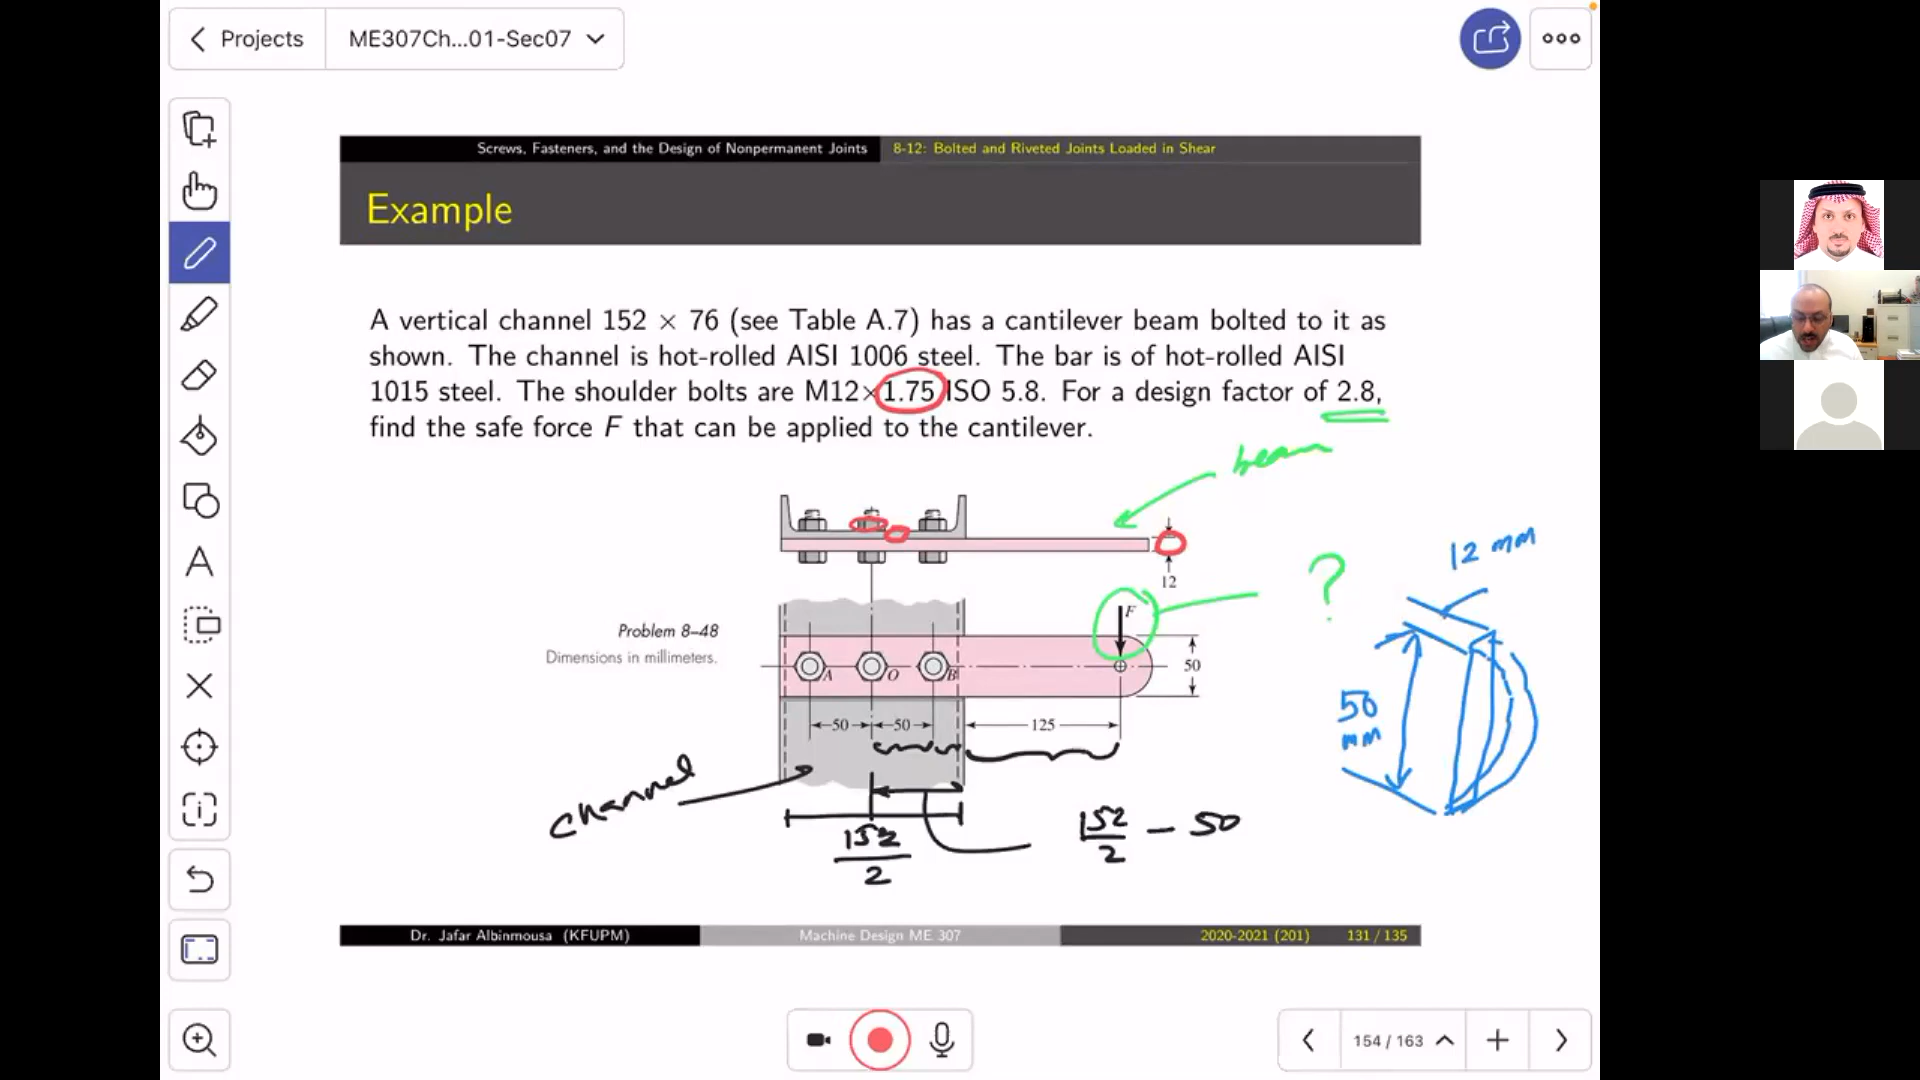 Projects
ME307Ch...01-Sec07
Screws, Fasteners, and the Design of Nonpermanent Joints
8-12: Bolted and Riveted Joints Loaded in Shear
Example
A vertical channel 152 × 76 (see Table A.7) has a cantilever beam bolted to it as
shown. The channel is hot-rolled AISI 1006 steel. The bar is of hot-rolled AISI
1015 steel. The shoulder bolts are M12×1.75 ISO 5.8. For a design factor of 2.8,
find the safe force F that can be applied to the cantilever.
beam
12 mm
12
?
F
Problem 8–48
Dimensions in millimeters.
A
O
B
50
50
mm
50
50
125
channel
152
2
152
2
− 50
Dr. Jafar Albinmousa (KFUPM)
Machine Design ME 307
2020-2021 (201)
131 / 135
154 / 163